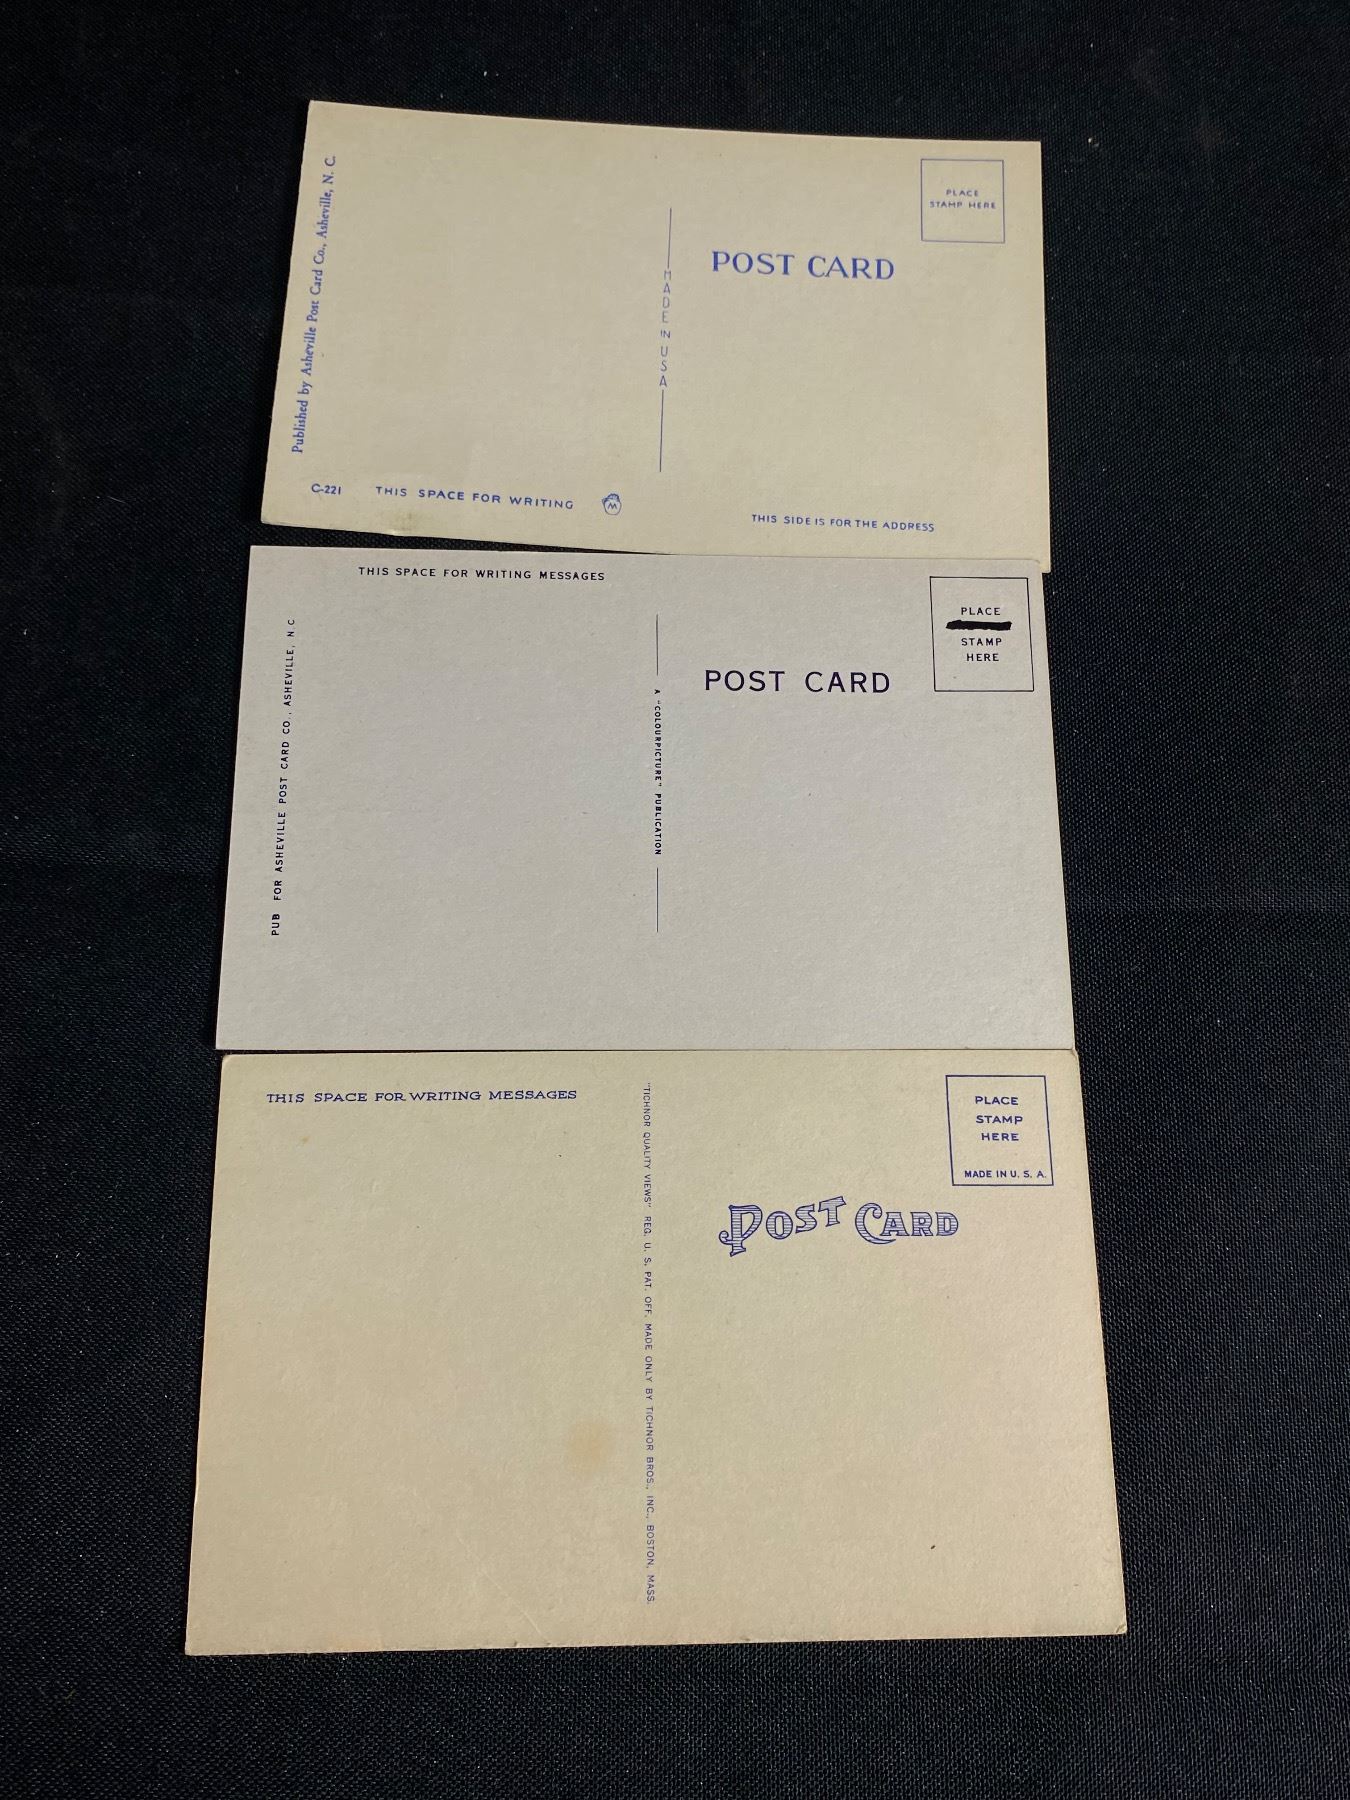 Published by Asheville Post Card Co., Asheville, N. C.
PLACE
STAMP HERE
POST CARD
MADE IN USA
C-221 THIS SPACE FOR WRITING
M
THIS SIDE IS FOR THE ADDRESS
THIS SPACE FOR WRITING MESSAGES
PUB FOR ASHEVILLE POST CARD CO., ASHEVILLE, N. C
A "COLOURPICTURE" PUBLICATION
POST CARD
PLACE
STAMP
HERE
THIS SPACE FOR WRITING MESSAGES
"TICHNOR QUALITY VIEWS" REG. U. S. PAT. OFF. MADE ONLY BY TICHNOR BROS., INC., BOSTON, MASS.
PLACE
STAMP
HERE
MADE IN U. S. A.
POST CARD